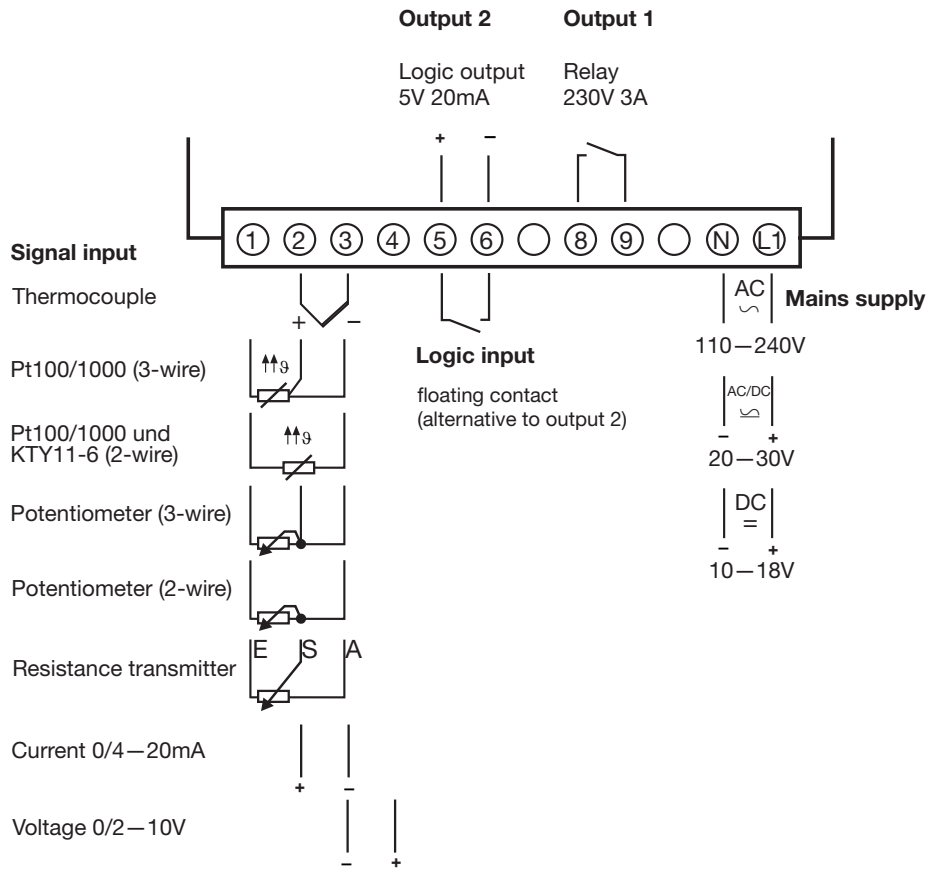 Output 2
Output 1
Logic output
5V 20mA
Relay
230V 3A
+ –
1 2 3 4 5 6 8 9 N L1
Signal input
Thermocouple
+ –
Pt100/1000 (3-wire)
ϑ
Pt100/1000 und
KTY11-6 (2-wire)
ϑ
Potentiometer (3-wire)
Potentiometer (2-wire)
Resistance transmitter
E S A
Current 0/4—20mA
+ –
Voltage 0/2—10V
– +
Logic input
floating contact
(alternative to output 2)
Mains supply
AC
110—240V
AC/DC
– +
20—30V
DC
=
– +
10—18V